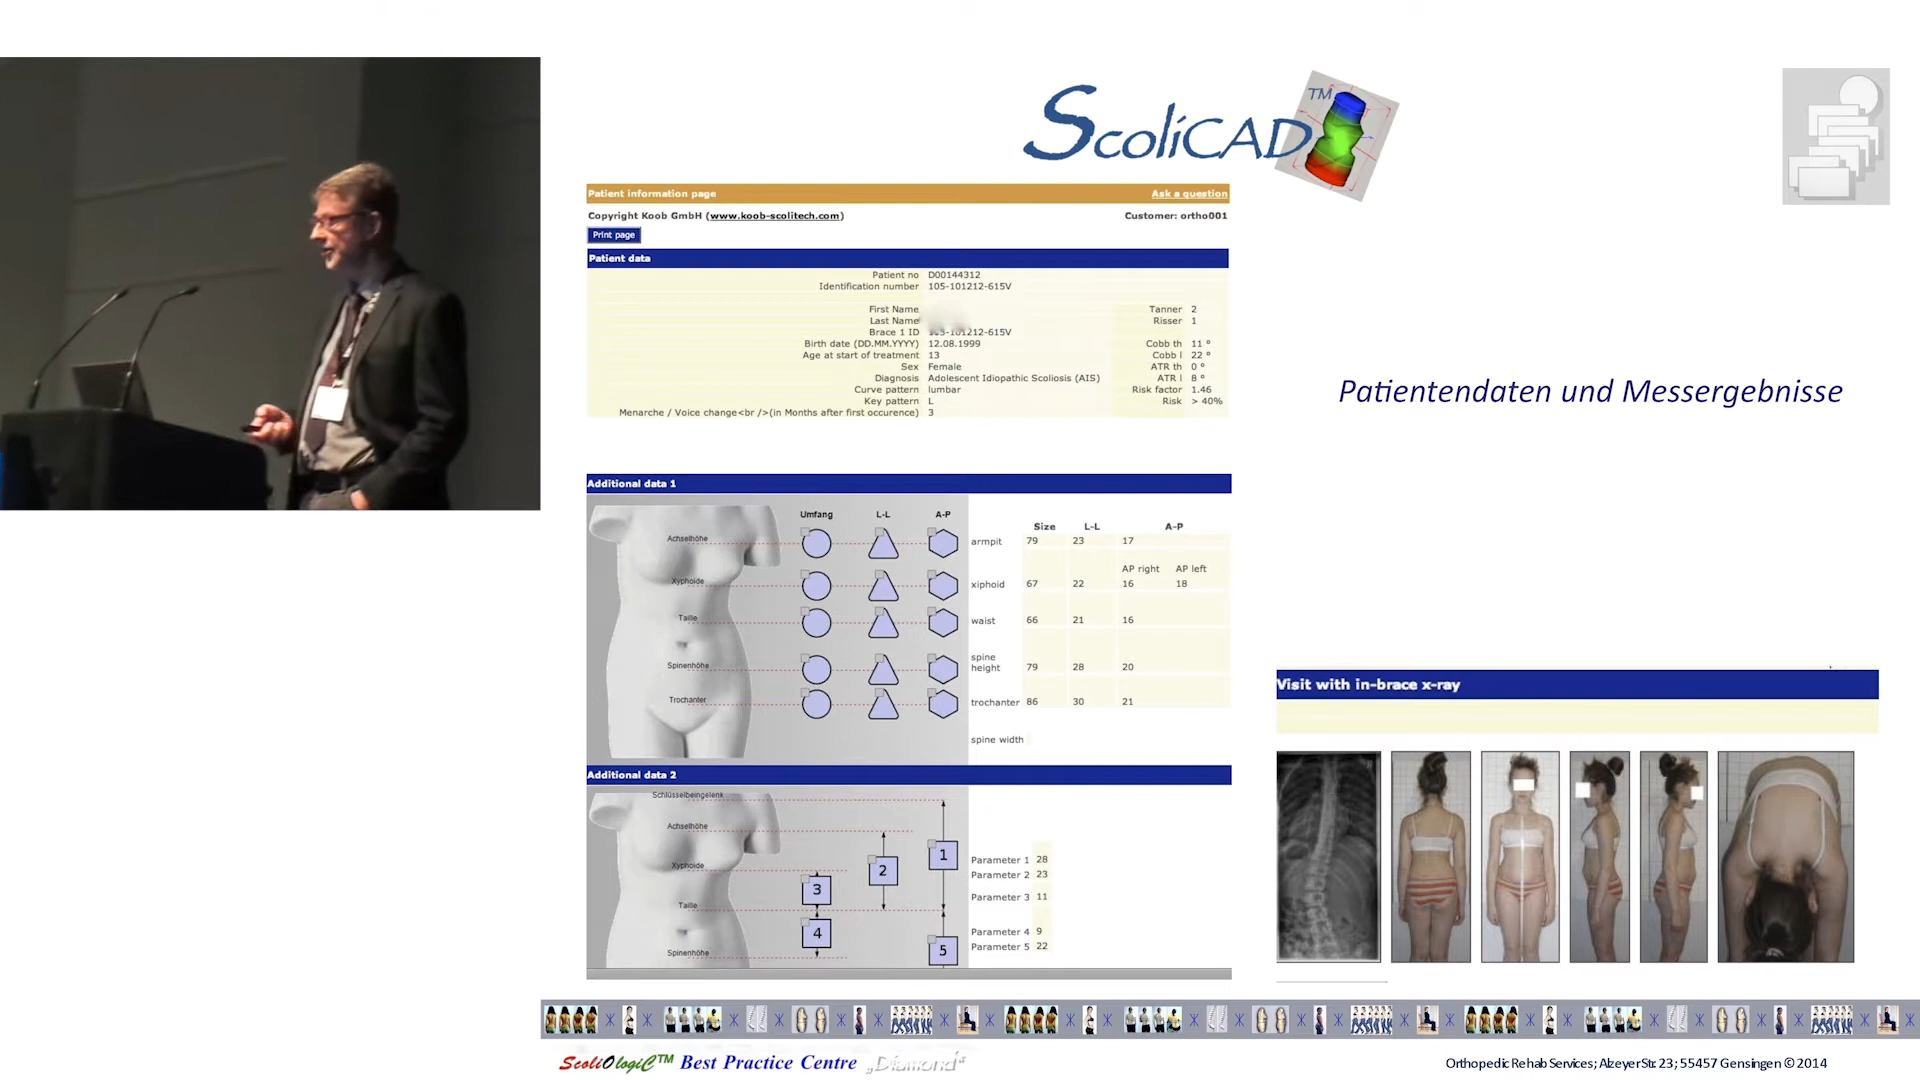 ScoliCAD TM
Patient information page Ask a question
Copyright Koob GmbH (www.koob-scolitech.com) Customer: ortho001
Print page
Patient data
Patient no D00144312
Identification number 105-101212-615V
First Name
Last Name
Brace 1 ID 105-101212-615V
Birth date (DD.MM.YYYY) 12.08.1999
Age at start of treatment 13
Sex Female
Diagnosis Adolescent Idiopathic Scoliosis (AIS)
Curve pattern lumbar
Key pattern L
Menarche / Voice change<br />(in Months after first occurence) 3
Tanner 2
Risser 1
Cobb th 11 º
Cobb l 22 º
ATR th 0 º
ATR l 8 º
Risk factor 1.46
Risk > 40%
Patientendaten und Messergebnisse
Additional data 1
Umfang L-L A-P
Achselhöhe
Xyphoide
Taille
Spinenhöhe
Trochanter
Size L-L A-P
armpit 79 23 17
AP right AP left
xiphoid 67 22 16 18
waist 66 21 16
spine
height 79 28 20
trochanter 86 30 21
spine width
Additional data 2
Schlüsselbeingelenk
Achselhöhe
Xyphoide
Taille
Spinenhöhe
1
2
3
4
5
Parameter 1 28
Parameter 2 23
Parameter 3 11
Parameter 4 9
Parameter 5 22
Visit with in-brace x-ray
ScoliOlogiC™ Best Practice Centre „Diamond“
Orthopedic Rehab Services; Alzeyer Str. 23; 55457 Gensingen © 2014